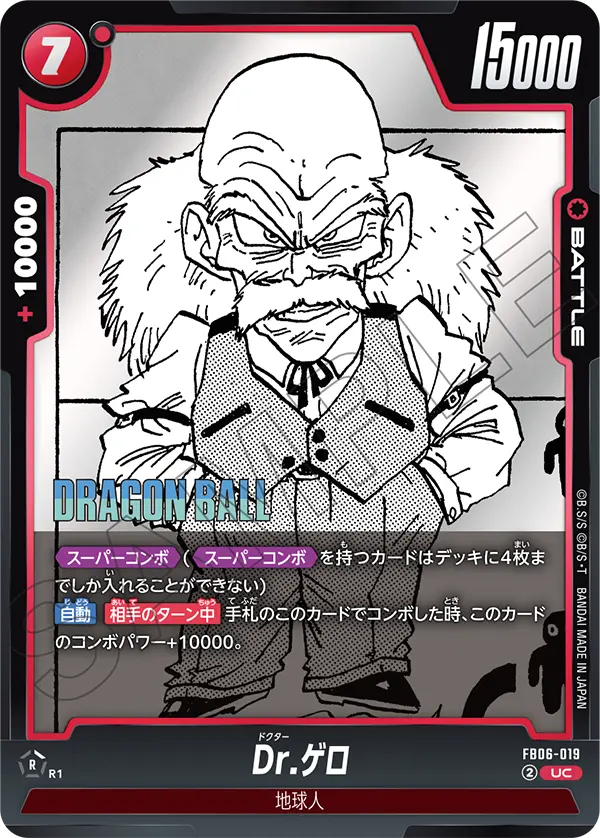 7
15000
+10000
BATTLE
DRAGON BALL
スーパーコンボ ( スーパーコンボ を持つカードはデッキに4枚ま
でしか入れることができない)
自動 相手のターン中 手札のこのカードでコンボした時、このカード
のコンボパワー+10000。
SAMPLE
©B.S/S ©B/S・T BANDAI MADE IN JAPAN
ドクター
Dr.ゲロ
FB06-019
R R1
② UC
地球人